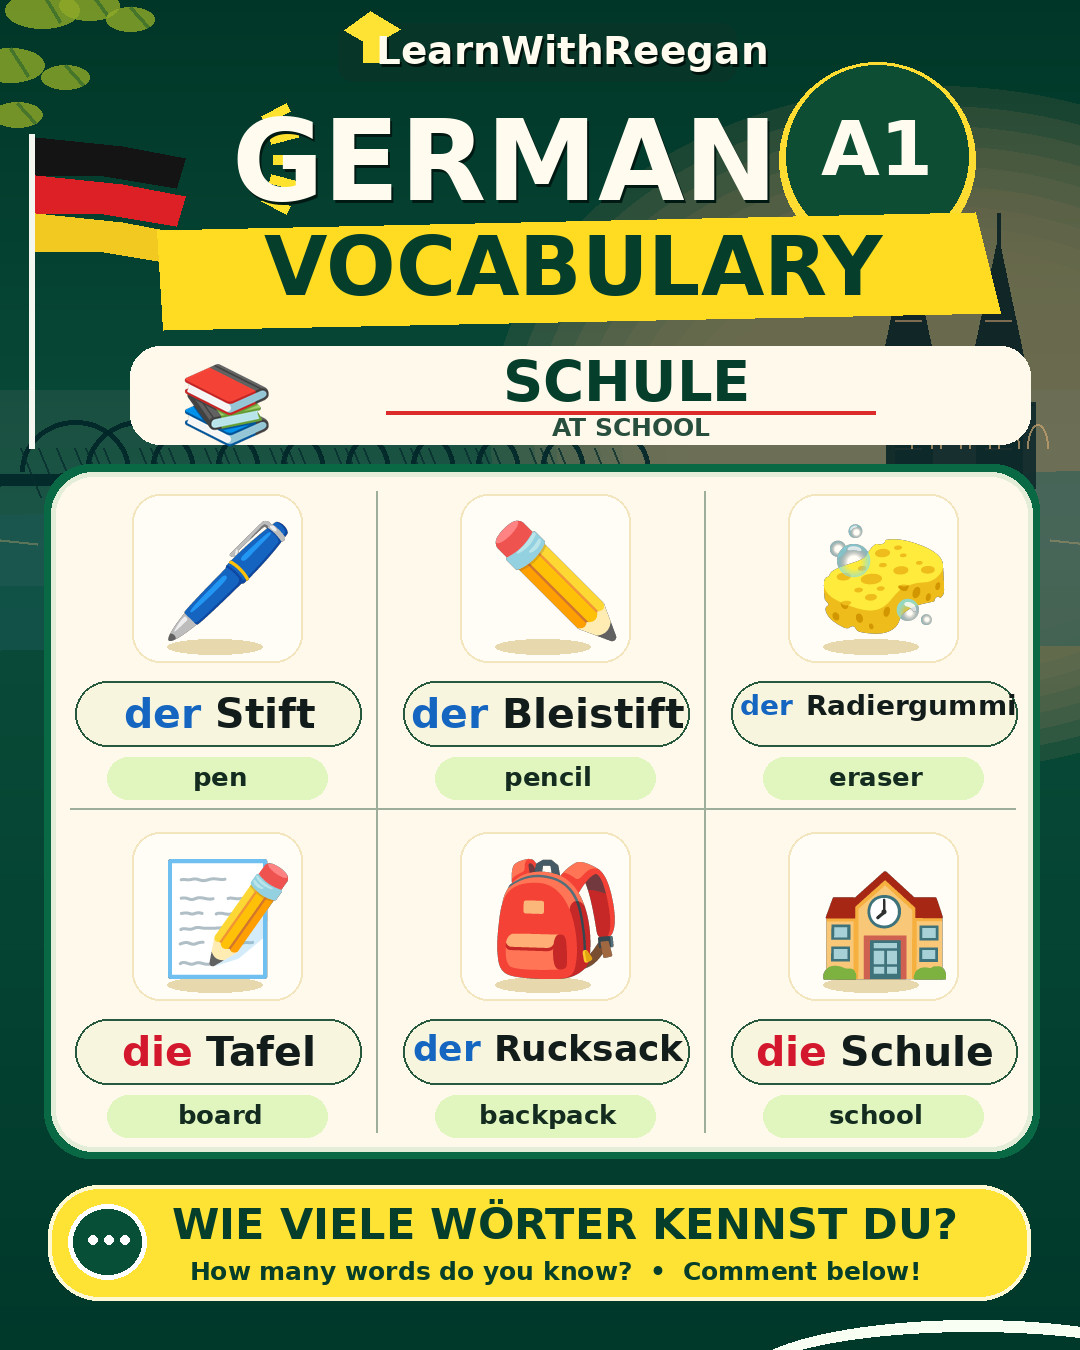 LearnWithReegan
GERMAN
A1
VOCABULARY
SCHULE
AT SCHOOL
der Stift
pen
der Bleistift
pencil
der Radiergummi
eraser
die Tafel
board
der Rucksack
backpack
die Schule
school
WIE VIELE WÖRTER KENNST DU?
How many words do you know? • Comment below!